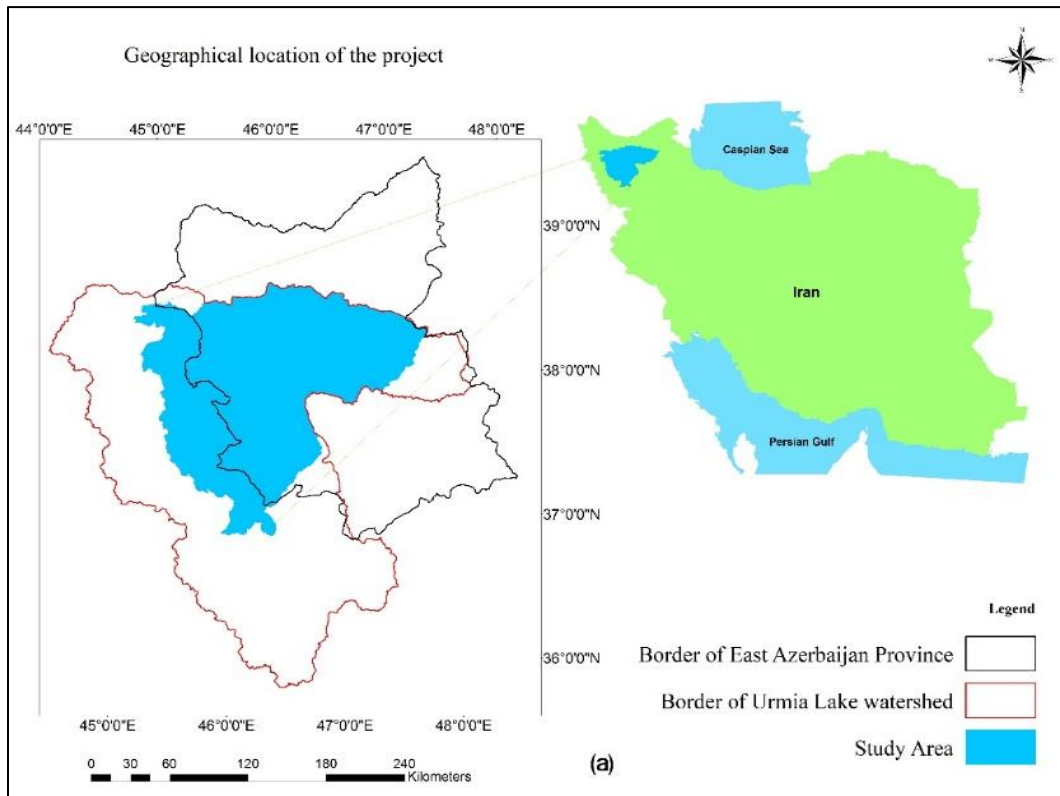 Geographical location of the project
44°0'0"E 45°0'0"E 46°0'0"E 47°0'0"E 48°0'0"E
Caspian Sea
39°0'0"N
Iran
38°0'0"N
Persian Gulf
37°0'0"N
Legend
Border of East Azerbaijan Province
36°0'0"N
Border of Urmia Lake watershed
45°0'0"E 46°0'0"E 47°0'0"E 48°0'0"E
Study Area
0 30 60 120 180 240
Kilometers
(a)